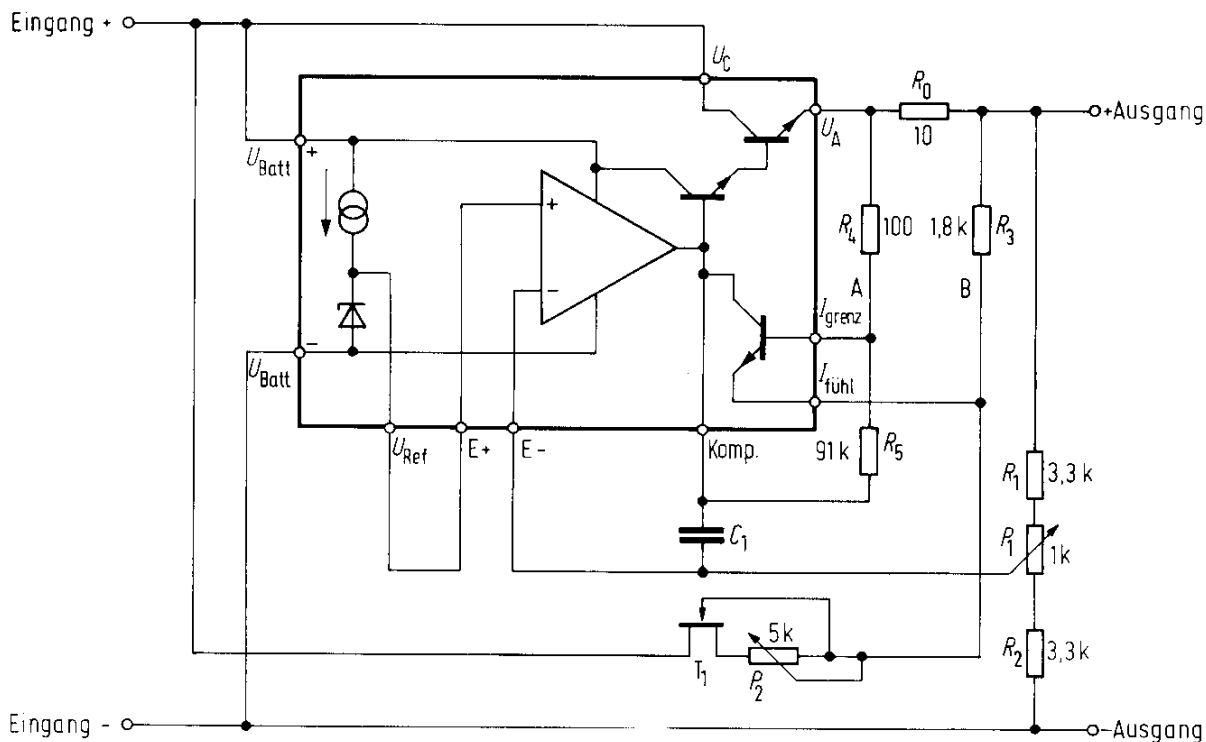 Eingang +
U_C
R_0
U_A
10
+Ausgang
U_Batt
+
+
−
R_4
100
1,8 k
R_3
A
B
I_grenz
I_fühl
−
U_Batt
U_Ref
E+
E−
Komp.
91 k
R_5
R_1
3,3 k
C_1
P_1
1k
5 k
T_1
P_2
R_2
3,3 k
Eingang -
−Ausgang